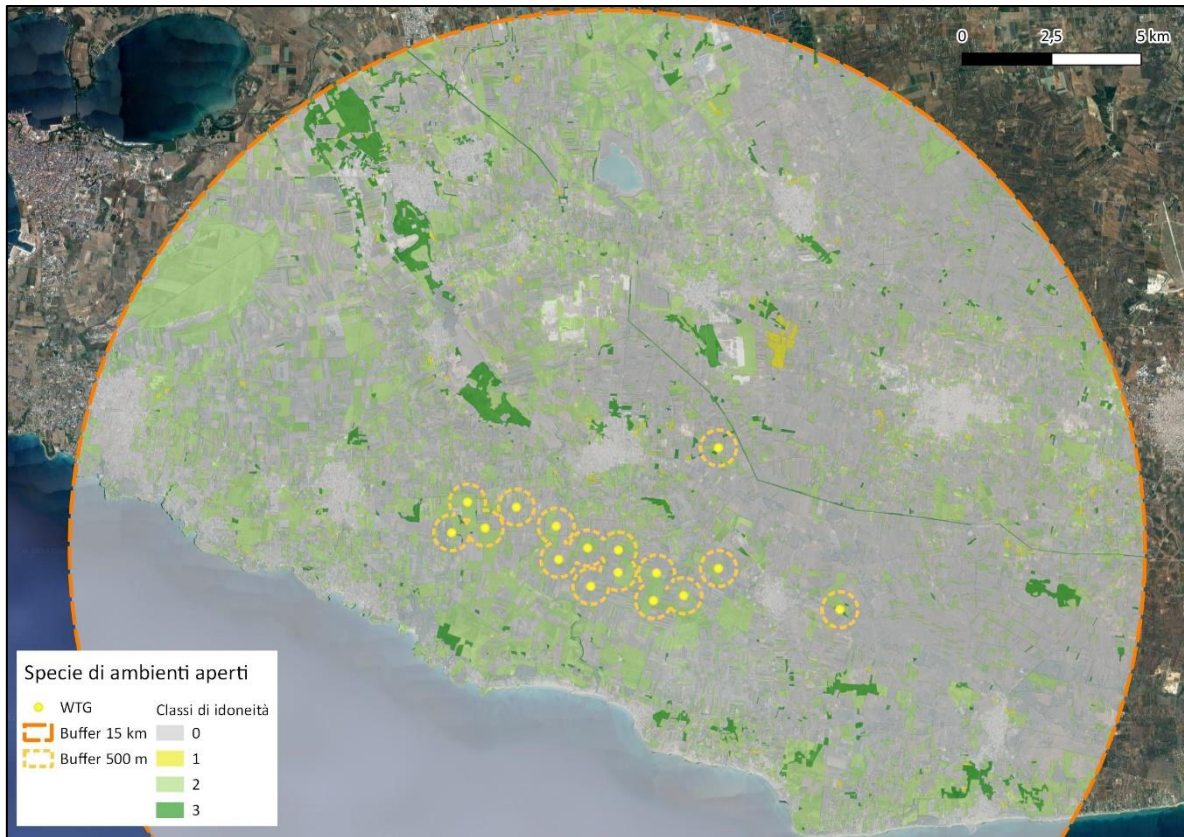 0 2,5 5 km
Specie di ambienti aperti
WTG
Buffer 15 km
Buffer 500 m
Classi di idoneità
0
1
2
3